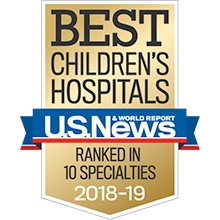 BEST
CHILDREN'S
HOSPITALS
U.S.News
& WORLD REPORT
RANKED IN
10 SPECIALTIES
2018-19